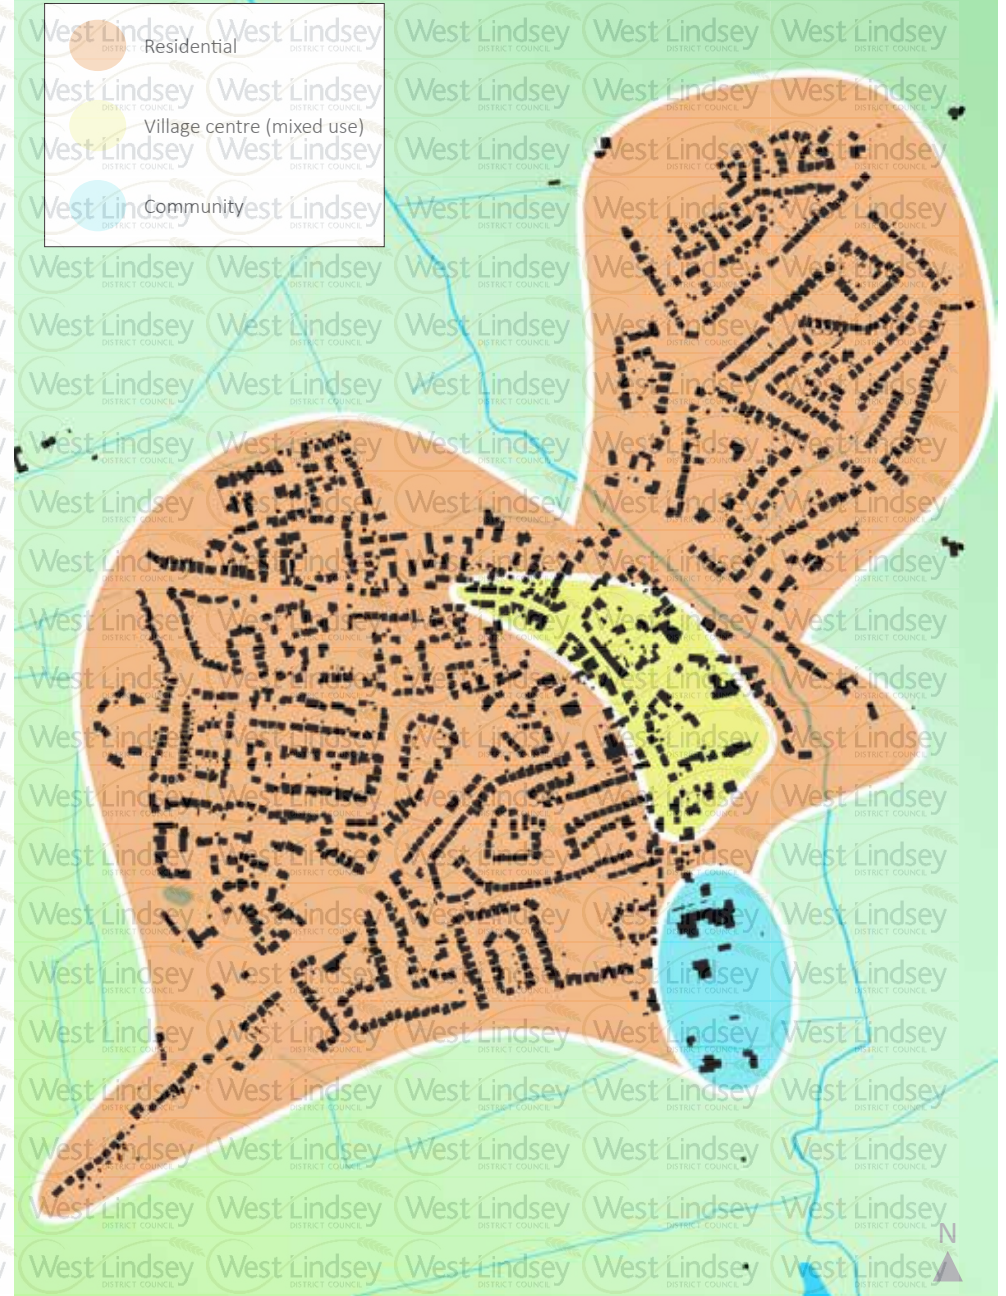 Residential
Village centre (mixed use)
Community
N
West Lindsey
DISTRICT COUNCIL